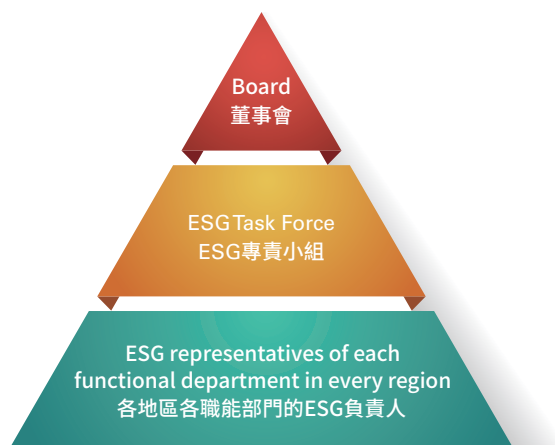 Board
董事會
ESG Task Force
ESG專責小組
ESG representatives of each
functional department in every region
各地區各職能部門的ESG負責人